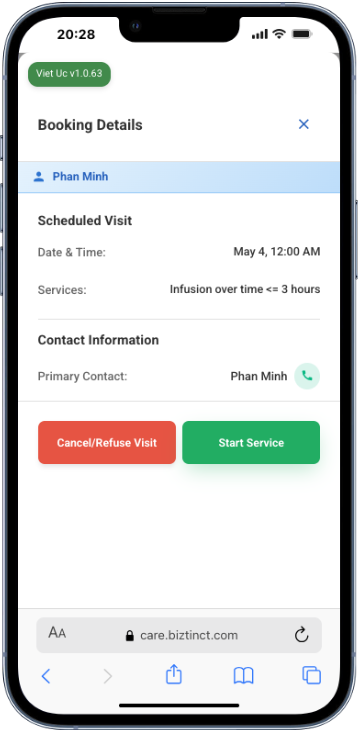 20:28
Viet Uc v1.0.63
Booking Details
Phan Minh
Scheduled Visit
Date & Time: May 4, 12:00 AM
Services: Infusion over time <= 3 hours
Contact Information
Primary Contact: Phan Minh
Cancel/Refuse Visit Start Service
AA care.biztinct.com